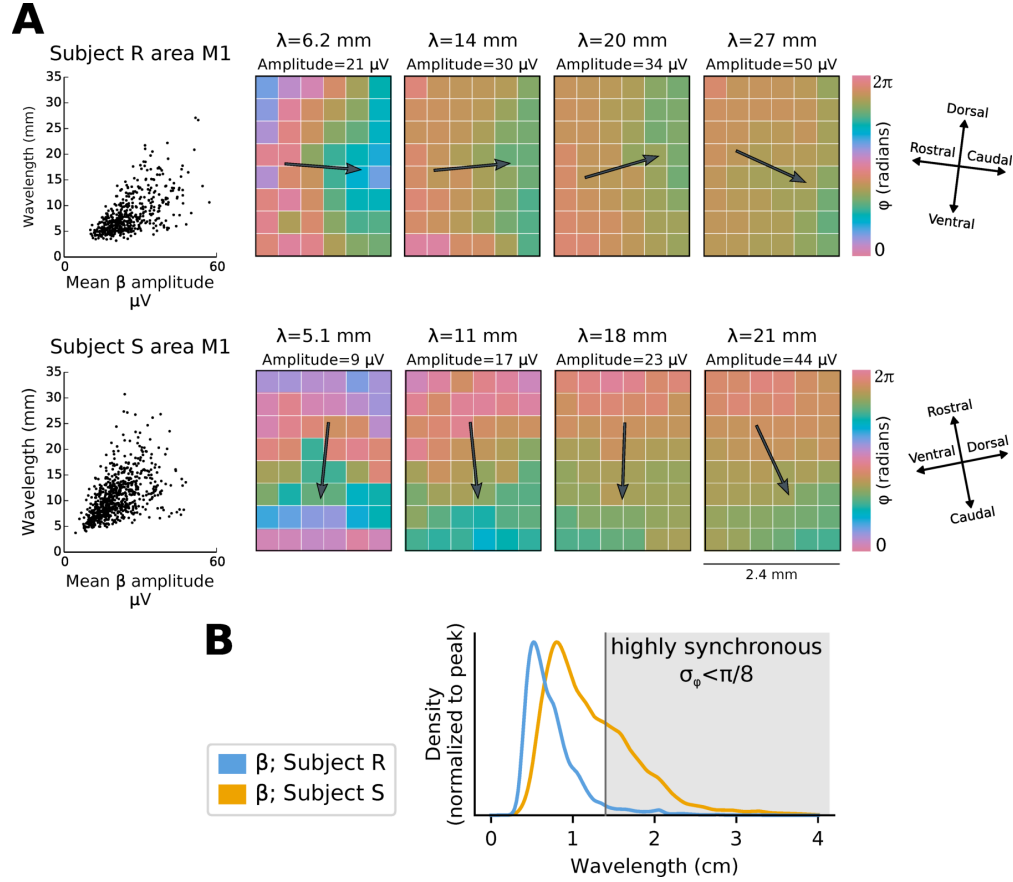 A
Subject R area M1
Wavelength (mm)
35
30
25
20
15
10
5
0
0
60
Mean β amplitude
μV
λ=6.2 mm
Amplitude=21 μV
λ=14 mm
Amplitude=30 μV
λ=20 mm
Amplitude=34 μV
λ=27 mm
Amplitude=50 μV
2π
φ (radians)
0
Dorsal
Rostral
Caudal
Ventral
Subject S area M1
Wavelength (mm)
35
30
25
20
15
10
5
0
0
60
Mean β amplitude
μV
λ=5.1 mm
Amplitude=9 μV
λ=11 mm
Amplitude=17 μV
λ=18 mm
Amplitude=23 μV
λ=21 mm
Amplitude=44 μV
2.4 mm
2π
φ (radians)
0
Rostral
Ventral
Dorsal
Caudal
B
β; Subject R
β; Subject S
Density
(normalized to peak)
highly synchronous
σφ<π/8
0
1
2
3
4
Wavelength (cm)